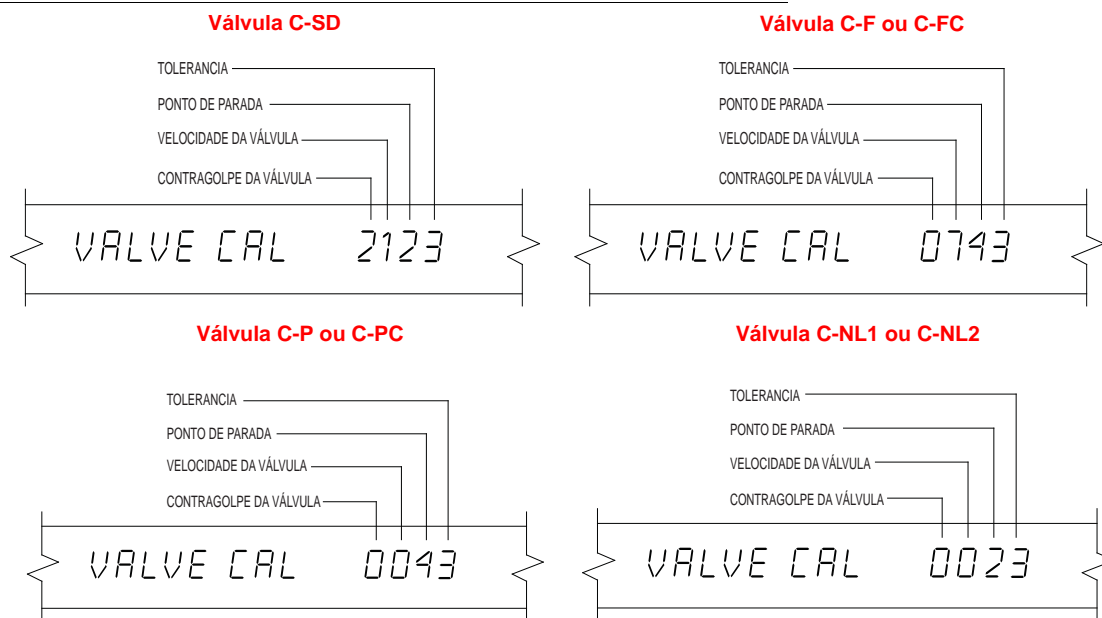 Válvula C-SD
TOLERANCIA
PONTO DE PARADA
VELOCIDADE DA VÁLVULA
CONTRAGOLPE DA VÁLVULA
VALVE CAL 2123
Válvula C-F ou C-FC
TOLERANCIA
PONTO DE PARADA
VELOCIDADE DA VÁLVULA
CONTRAGOLPE DA VÁLVULA
VALVE CAL 0743
Válvula C-P ou C-PC
TOLERANCIA
PONTO DE PARADA
VELOCIDADE DA VÁLVULA
CONTRAGOLPE DA VÁLVULA
VALVE CAL 0043
Válvula C-NL1 ou C-NL2
TOLERANCIA
PONTO DE PARADA
VELOCIDADE DA VÁLVULA
CONTRAGOLPE DA VÁLVULA
VALVE CAL 0023